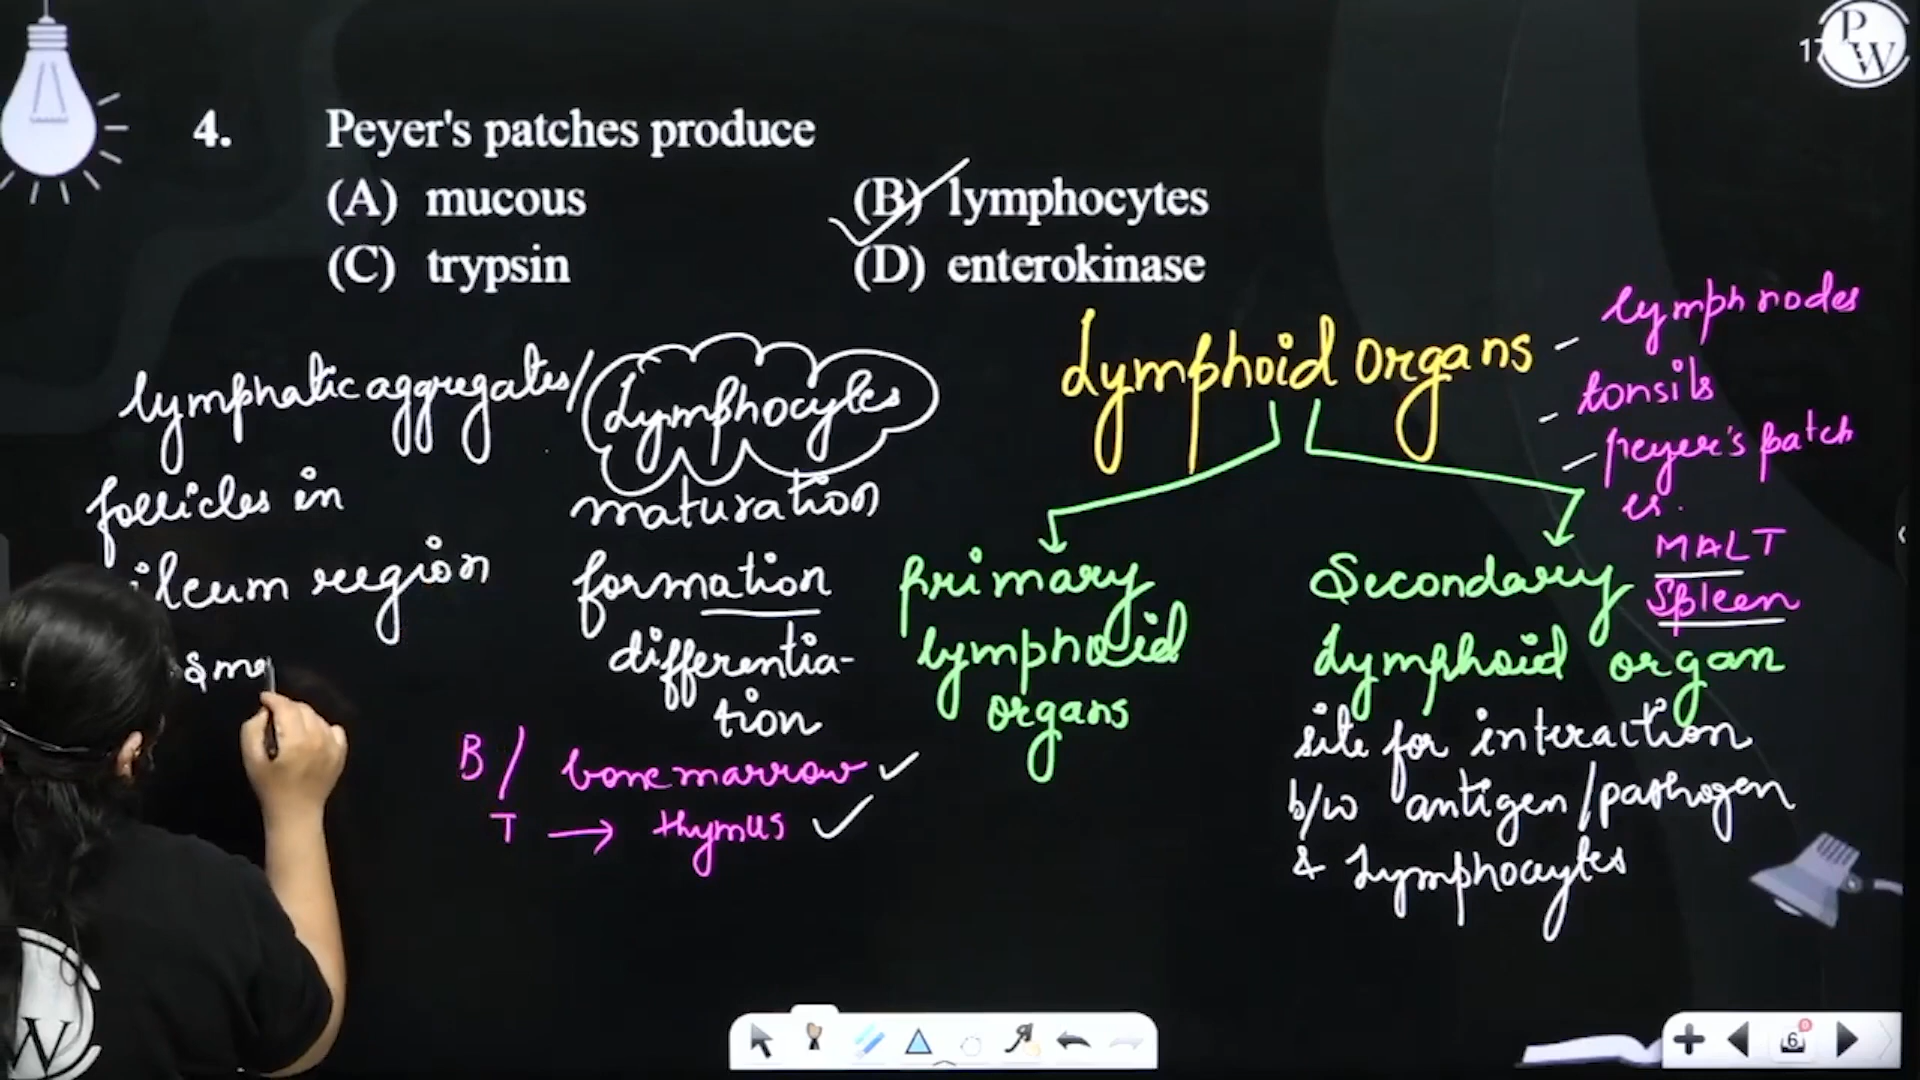 4. Peyer's patches produce
(A) mucous (B) lymphocytes
(C) trypsin (D) enterokinase
lymphatic aggregates/
follicles in
ileum region
Lymphocytes
maturation
formation
differentia-
tion
B/ bone marrow
T → thymus
Lymphoid organs
Primary
lymphoid
organs
Secondary
Lymphoid organ
site for interaction
b/w antigen/pathogen
& Lymphocytes
- lymph nodes
- tonsils
- peyer's patch
es.
MALT
Spleen
PW
W
6